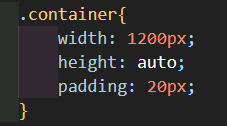 .container{
    width: 1200px;
    height: auto;
    padding: 20px;
}